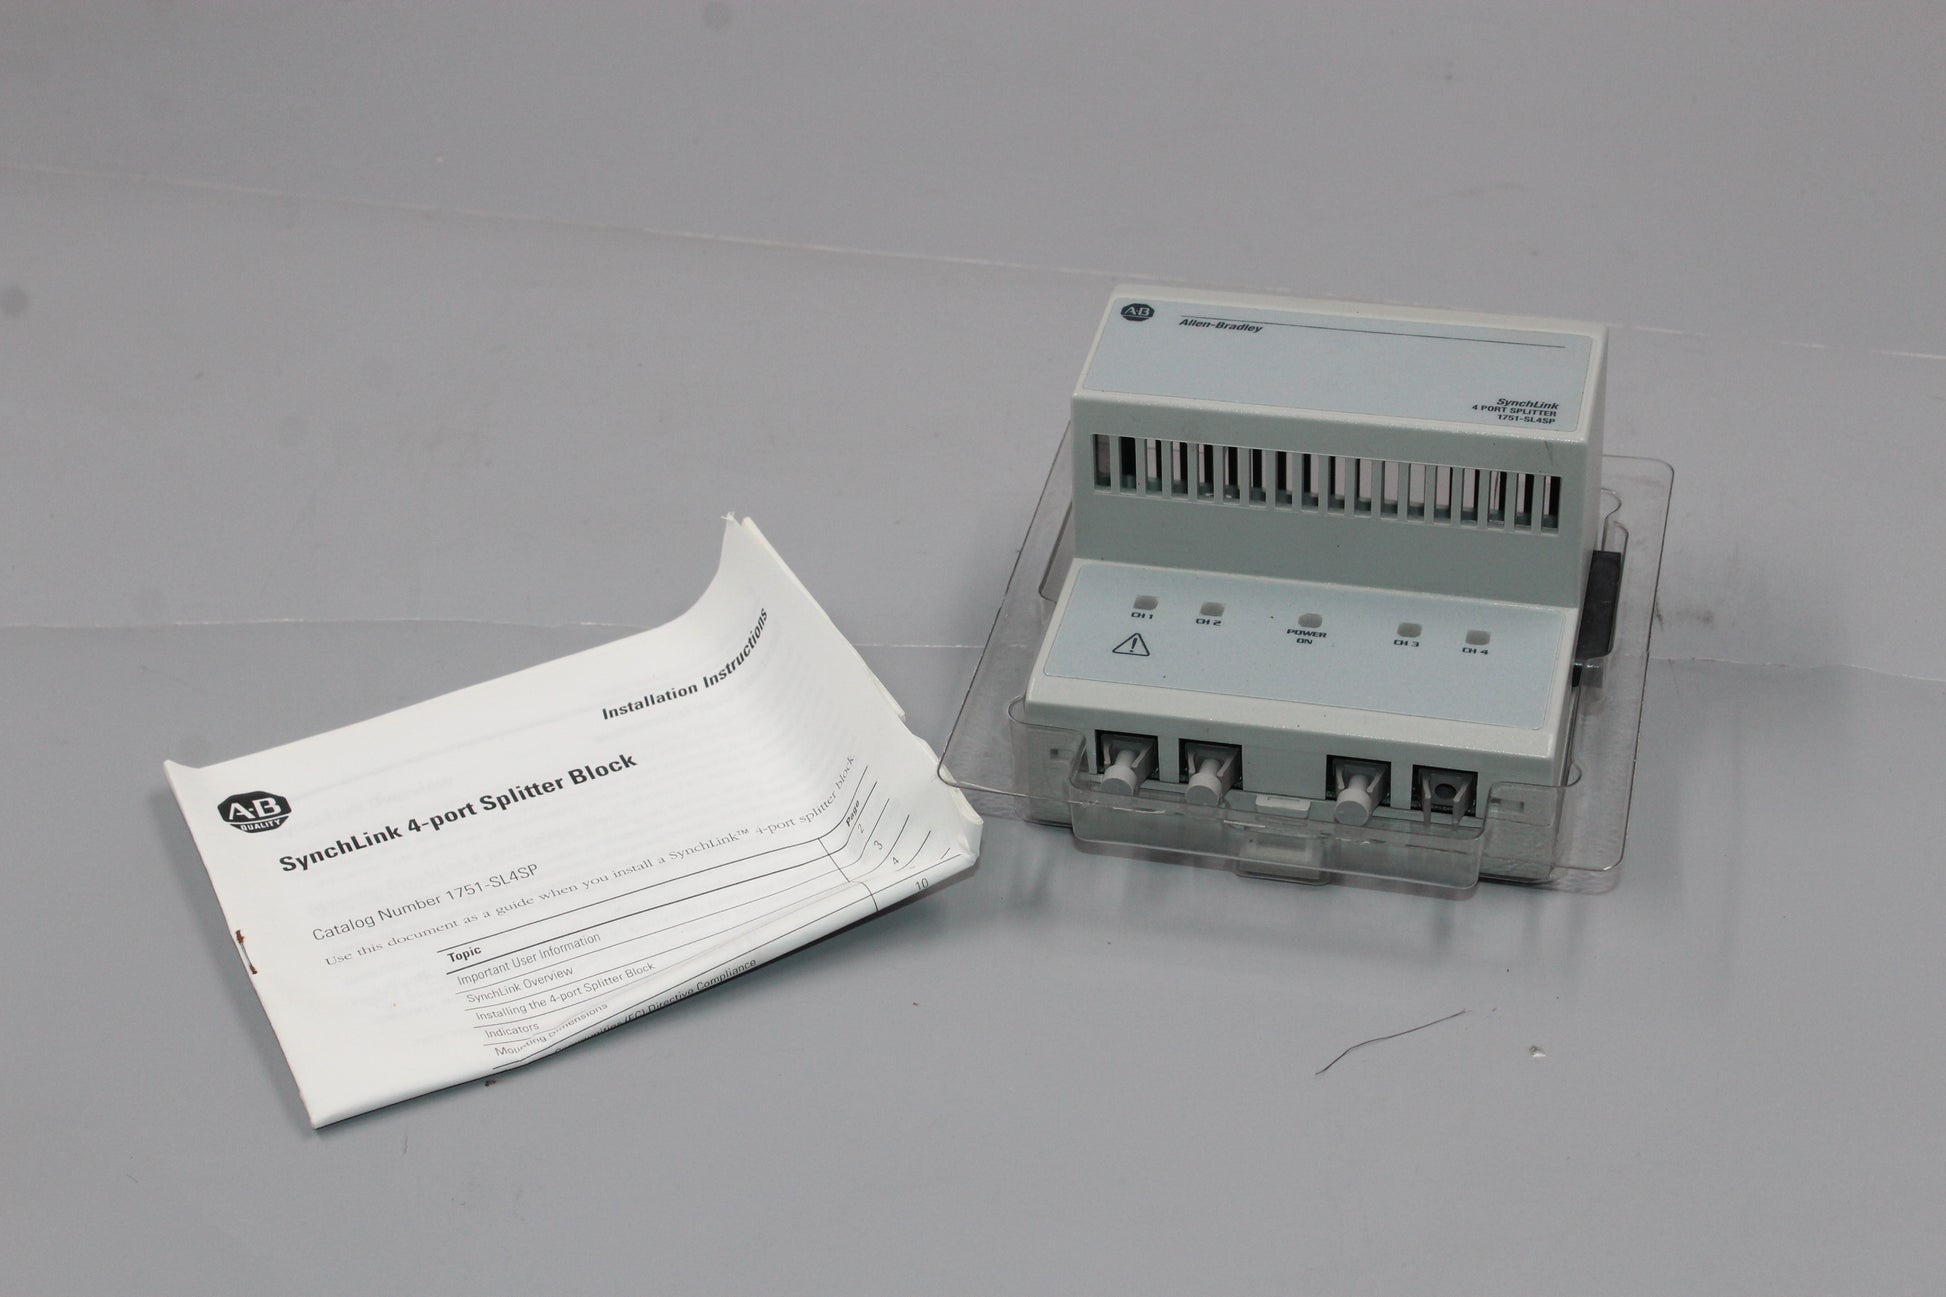 Installation Instructions
A-B
QUALITY
SynchLink 4-port Splitter Block
Catalog Number 1751-SL4SP
Use this document as a guide when you install a SynchLink™ 4-port splitter block.
Topic Page
Important User Information 2
SynchLink Overview 3
Installing the 4-port Splitter Block 4
Indicators
Mounting Dimensions 10
(EC) Directive Compliance
A-B
Allen-Bradley
SynchLink
4 PORT SPLITTER
1751-SL4SP
CH 1
CH 2
POWER
ON
CH 3
CH 4